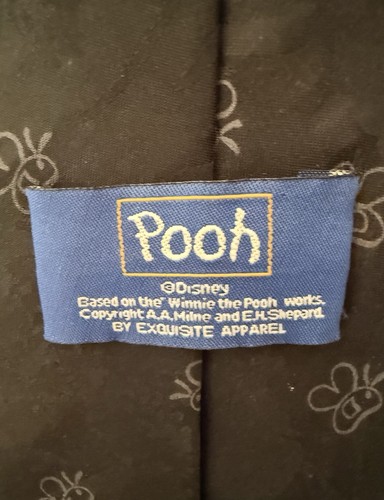 Pooh
©Disney
Based on the" Winnie the Pooh works.
Copyright A.A.Milne and E.H.Shepard.
BY EXQUISITE APPAREL